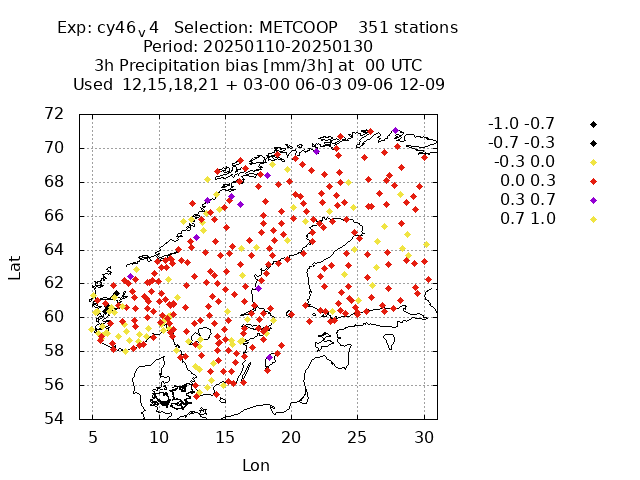 Exp: cy46v4 Selection: METCOOP 351 stations
Period: 20250110-20250130
3h Precipitation bias [mm/3h] at 00 UTC
Used 12,15,18,21 + 03-00 06-03 09-06 12-09
72
70
68
66
64
62
60
58
56
54
Lat
5 10 15 20 25 30
Lon
-1.0 -0.7
-0.7 -0.3
-0.3 0.0
0.0 0.3
0.3 0.7
0.7 1.0